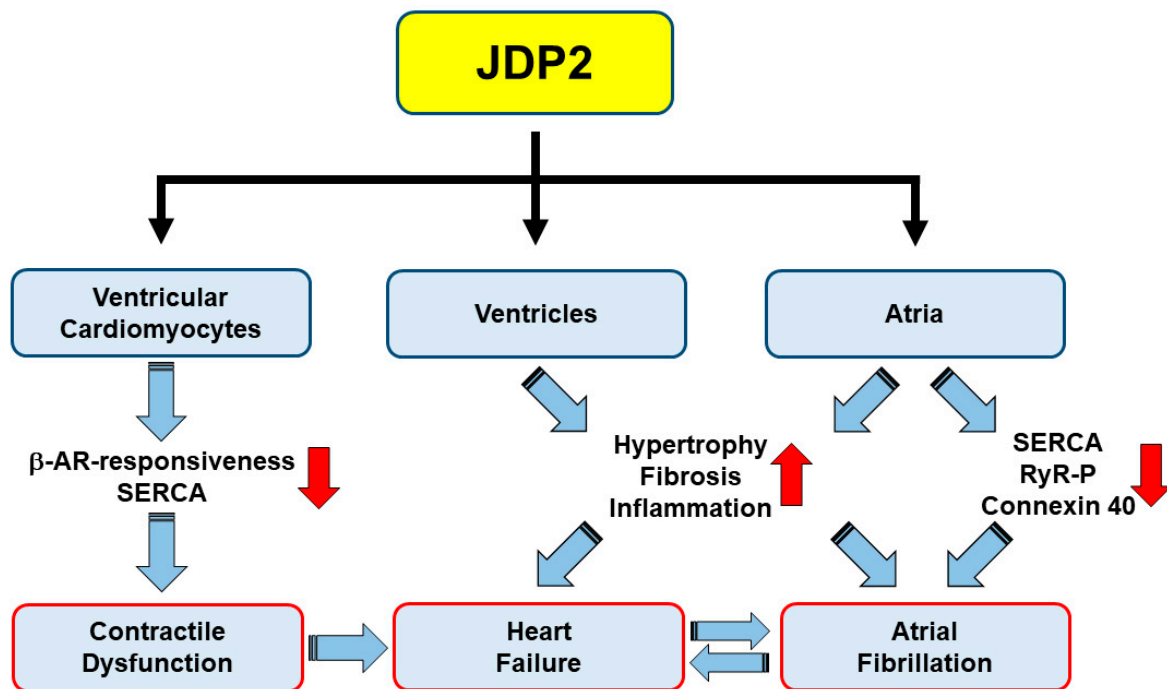 JDP2
Ventricular
Cardiomyocytes
Ventricles
Atria
β-AR-responsiveness
SERCA
Hypertrophy
Fibrosis
Inflammation
SERCA
RyR-P
Connexin 40
Contractile
Dysfunction
Heart
Failure
Atrial
Fibrillation